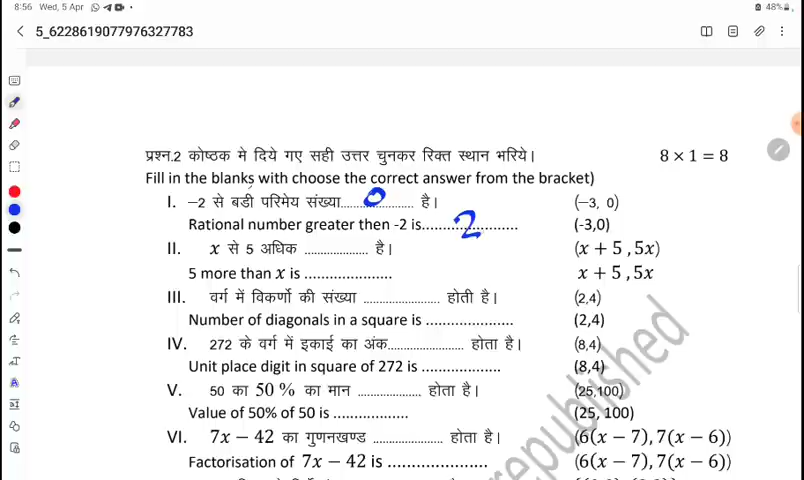 8:56 Wed, 5 Apr 48%
5_6228619077976327783
प्रश्न.2 कोष्ठक मे दिये गए सही उत्तर चुनकर रिक्त स्थान भरिये। 8 × 1 = 8
Fill in the blanks with choose the correct answer from the bracket)
I. −2 से बडी परिमेय संख्या.....0.......... है। (−3, 0)
Rational number greater then -2 is.......2.......... (-3,0)
II. x से 5 अधिक .................... है। (x + 5 , 5x)
5 more than x is ..................... x + 5 , 5x
III. वर्ग में विकर्णो की संख्या ........................ होती है। (2,4)
Number of diagonals in a square is .................... (2,4)
IV. 272 के वर्ग में इकाई का अंक........................ होता है। (8,4)
Unit place digit in square of 272 is .................. (8,4)
V. 50 का 50 % का मान .................... होता है। (25,100)
Value of 50% of 50 is ................. (25, 100)
VI. 7x − 42 का गुणनखण्ड ...................... होता है। (6(x − 7), 7(x − 6))
Factorisation of 7x − 42 is ..................... (6(x − 7), 7(x − 6))
republished